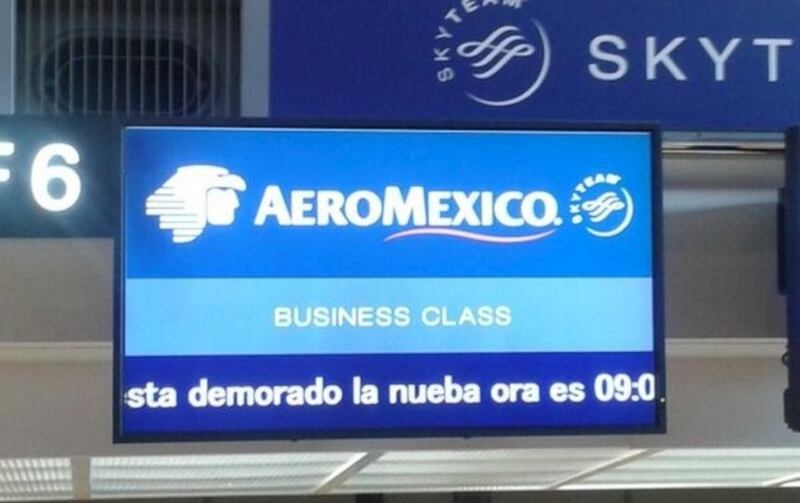 SKYTEAM SKYT
F6
AEROMEXICO. SKYTEAM
BUSINESS CLASS
sta demorado la nueba ora es 09:0